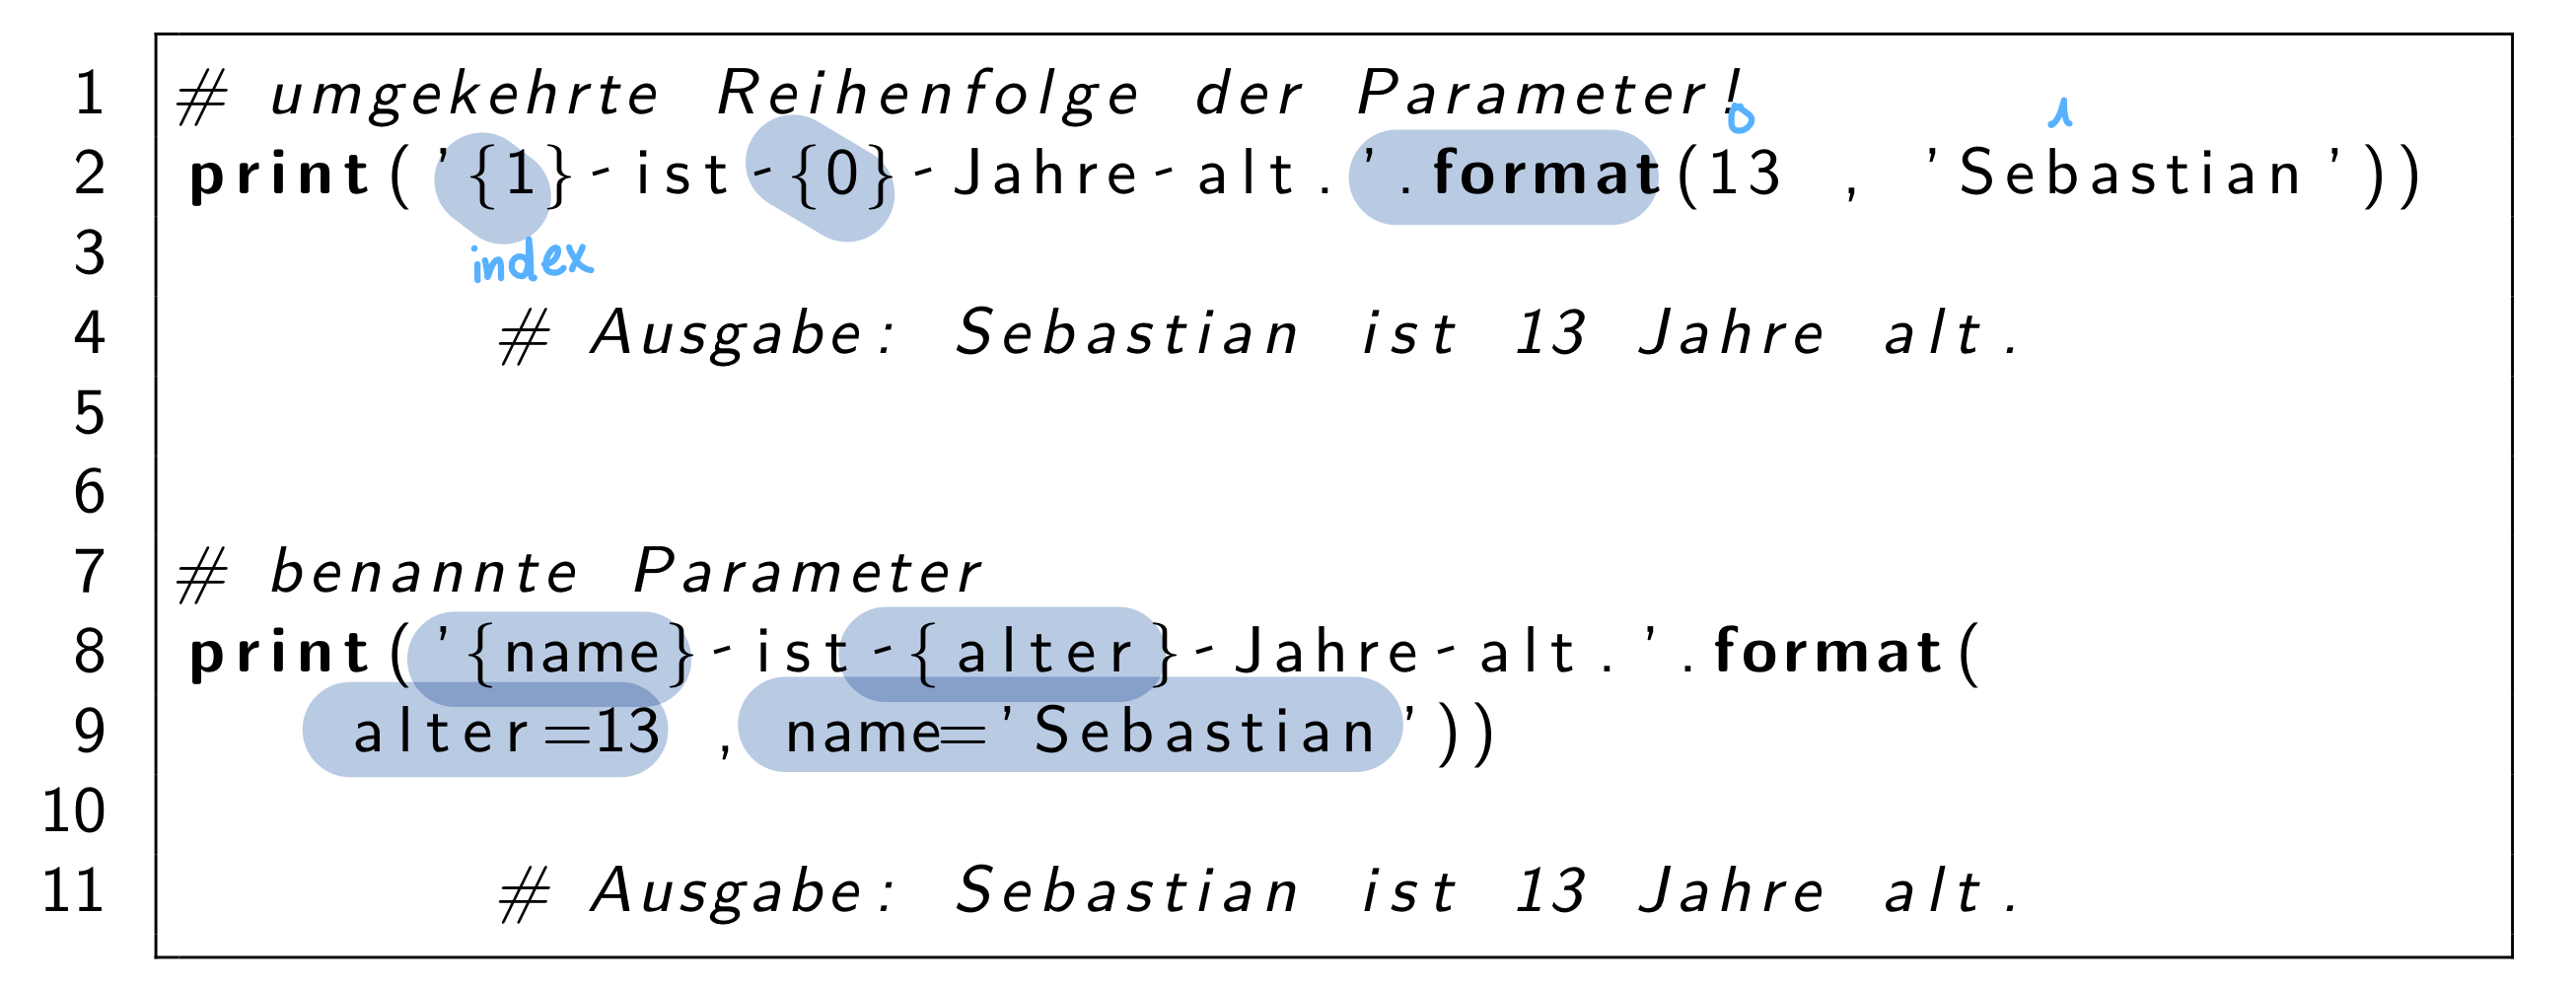 1 # umgekehrte Reihenfolge der Parameter!
0 1
2 print('{1}-ist-{0}-Jahre-alt.'.format(13, 'Sebastian'))
3
index
4 # Ausgabe: Sebastian ist 13 Jahre alt.
5
6
7 # benannte Parameter
8 print('{name}-ist-{alter}-Jahre-alt.'.format(
9 alter=13, name='Sebastian'))
10
11 # Ausgabe: Sebastian ist 13 Jahre alt.